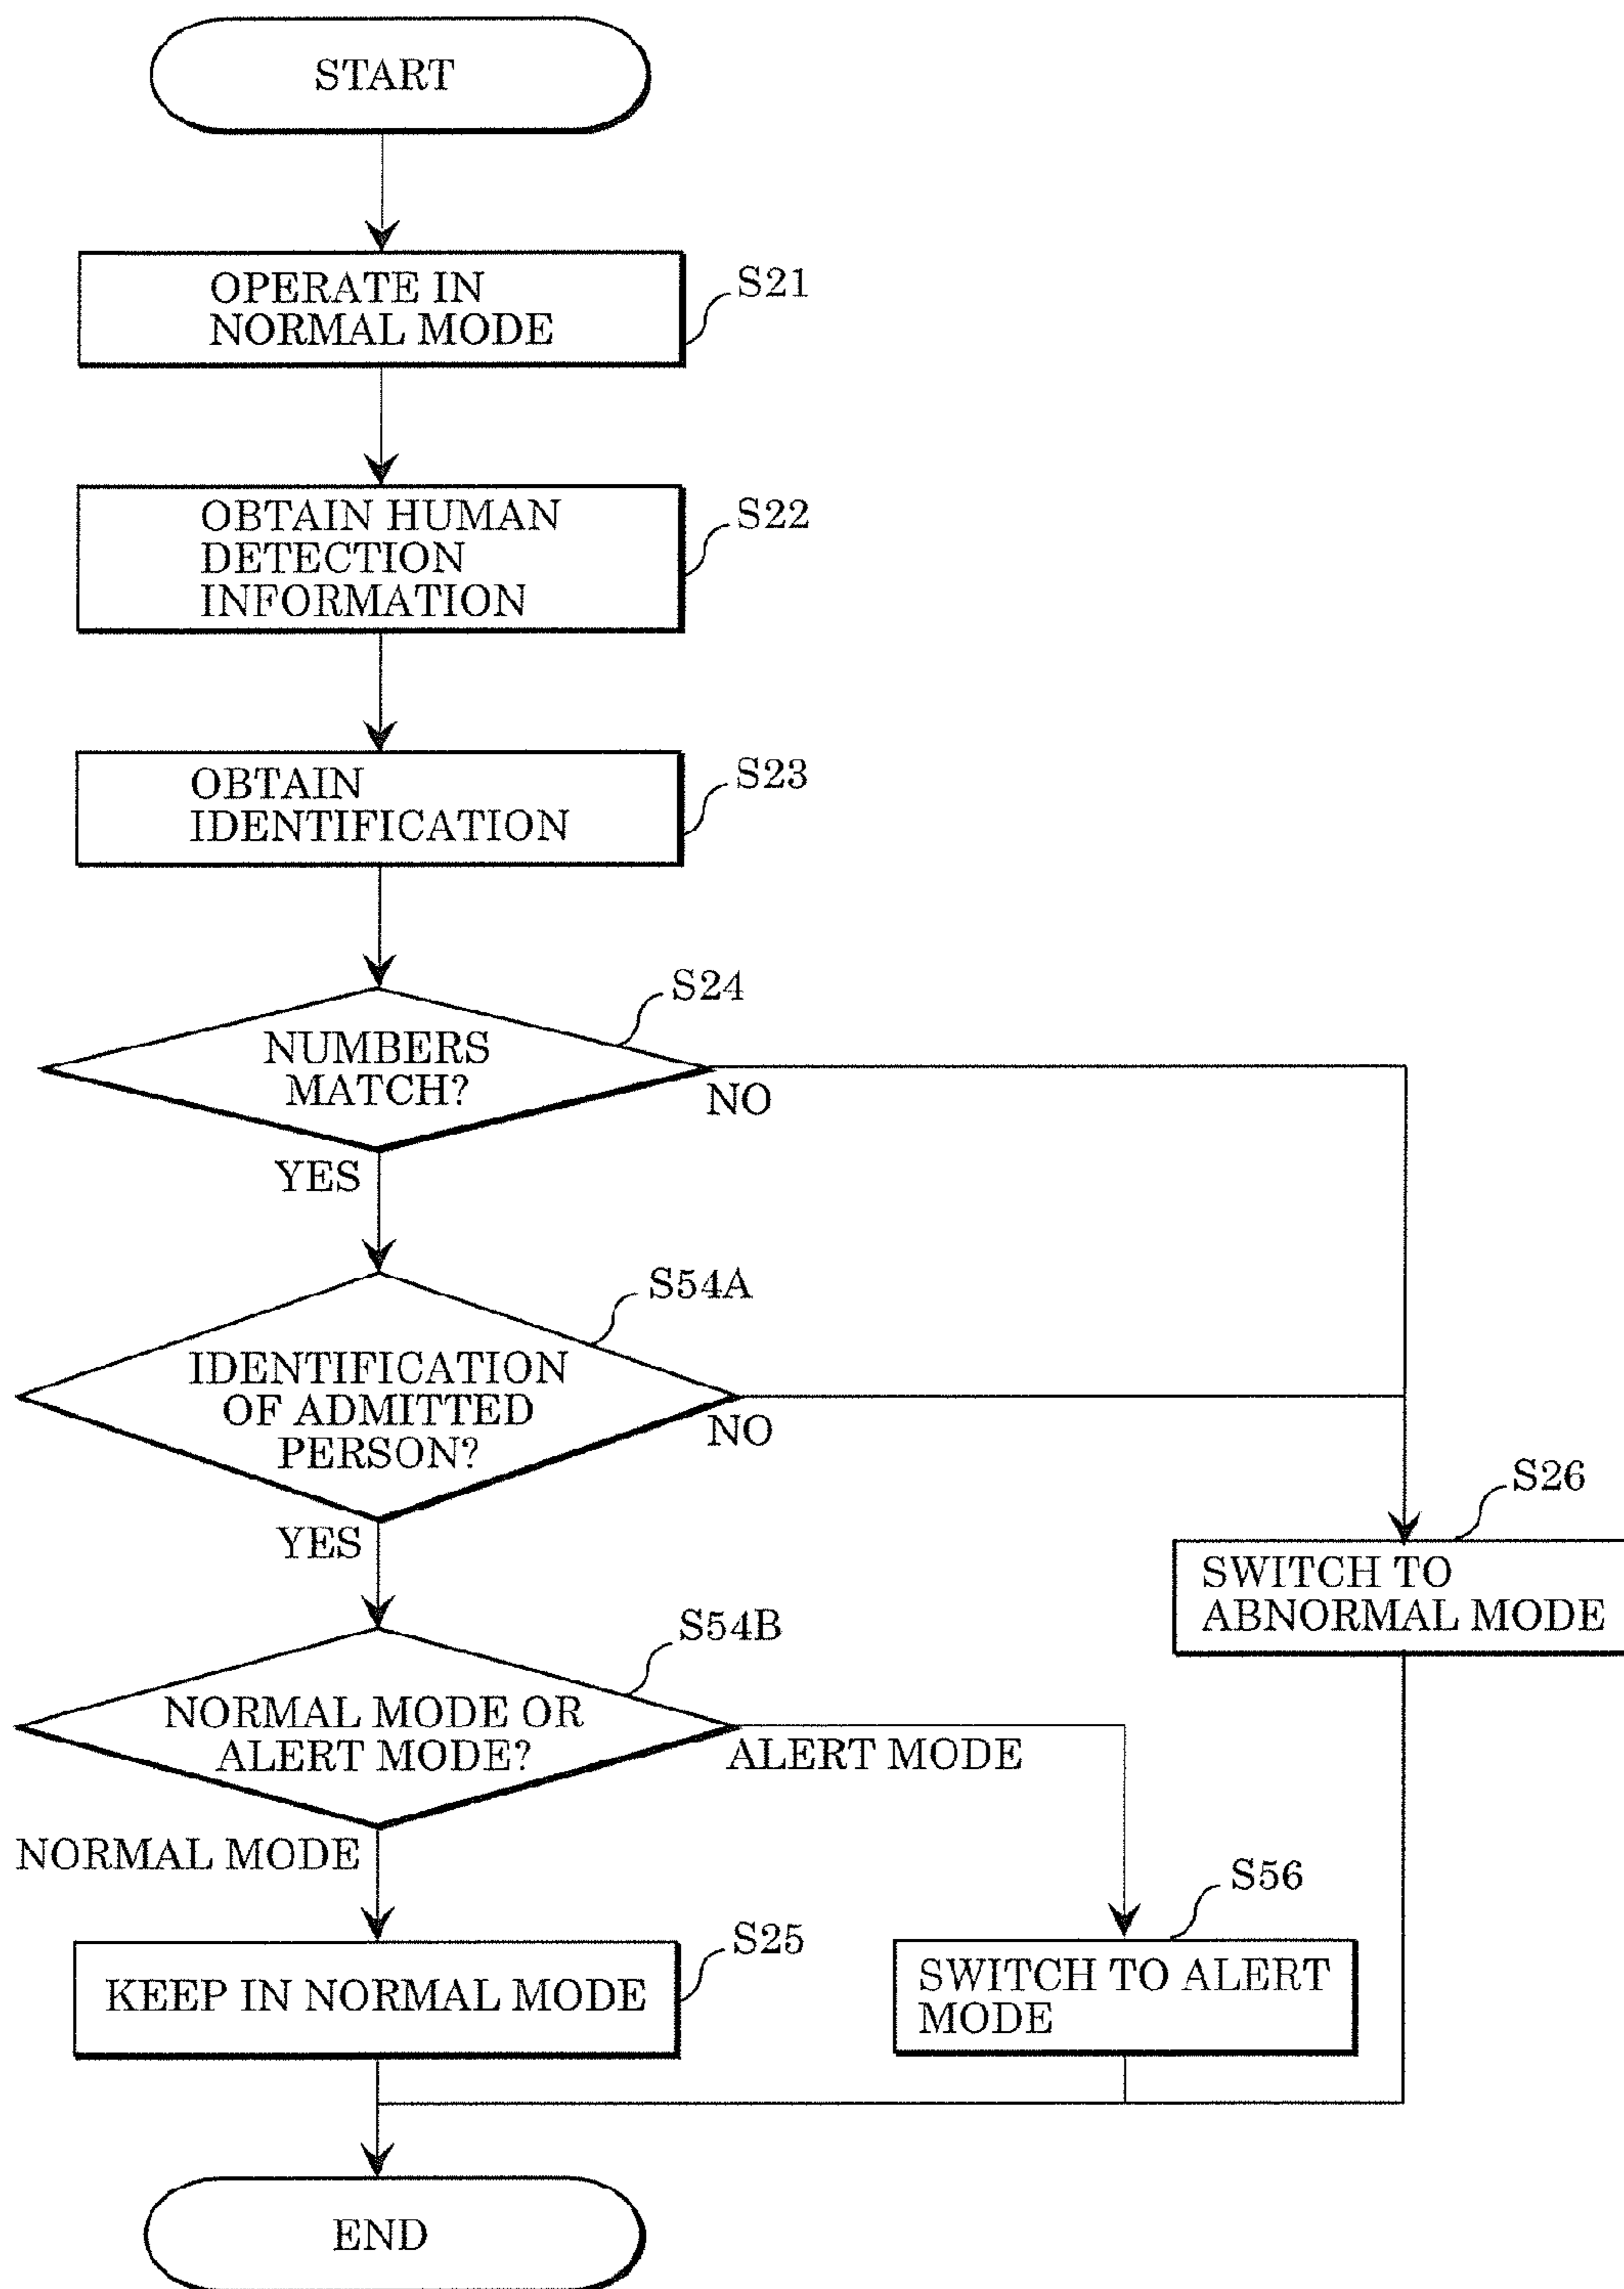 START
OPERATE IN
NORMAL MODE
S21
OBTAIN HUMAN
DETECTION
INFORMATION
S22
OBTAIN
IDENTIFICATION
S23
S24
NUMBERS
MATCH?
NO
YES
S54A
IDENTIFICATION
OF ADMITTED
PERSON?
NO
YES
S26
SWITCH TO
ABNORMAL MODE
S54B
NORMAL MODE OR
ALERT MODE?
ALERT MODE
NORMAL MODE
S25
KEEP IN NORMAL MODE
S56
SWITCH TO ALERT
MODE
END